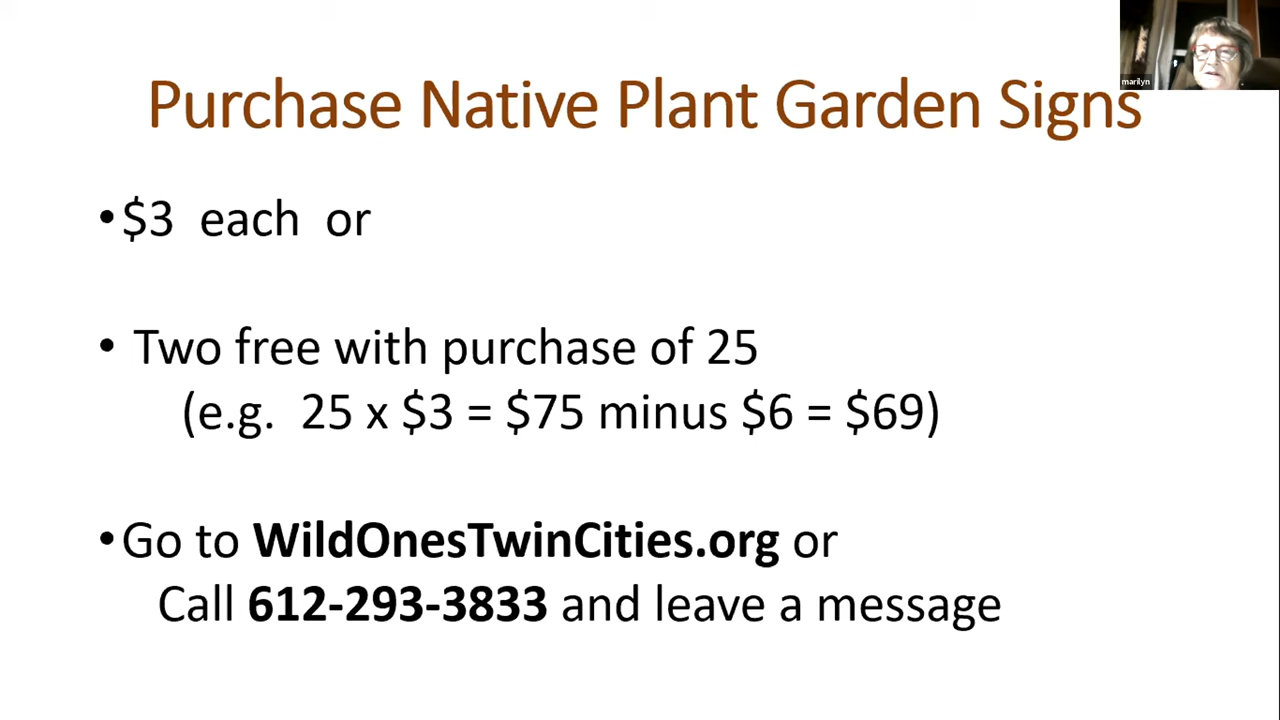 marilyn
Purchase Native Plant Garden Signs
•$3 each or
• Two free with purchase of 25
(e.g. 25 x $3 = $75 minus $6 = $69)
•Go to WildOnesTwinCities.org or
Call 612-293-3833 and leave a message